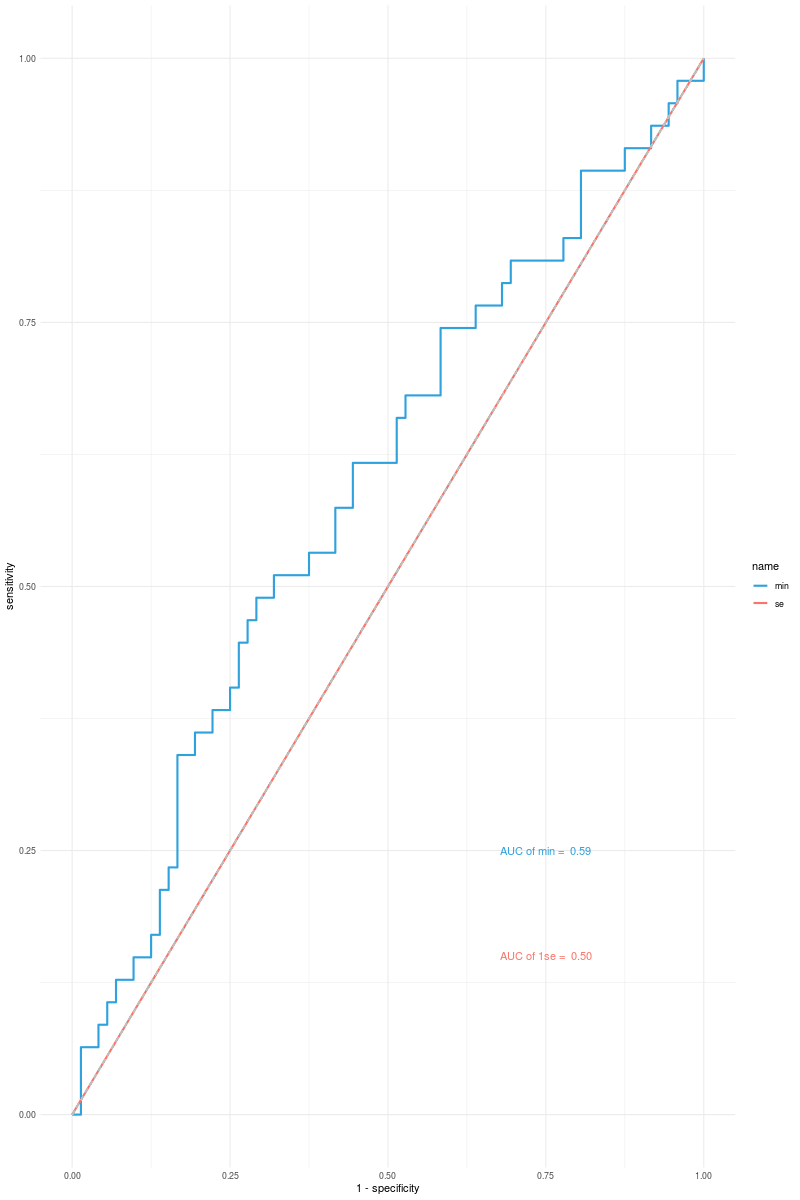 1.00
0.75
0.50
0.25
0.00
sensitivity
AUC of min = 0.59
AUC of 1se = 0.50
name
min
se
0.00 0.25 0.50 0.75 1.00
1 - specificity